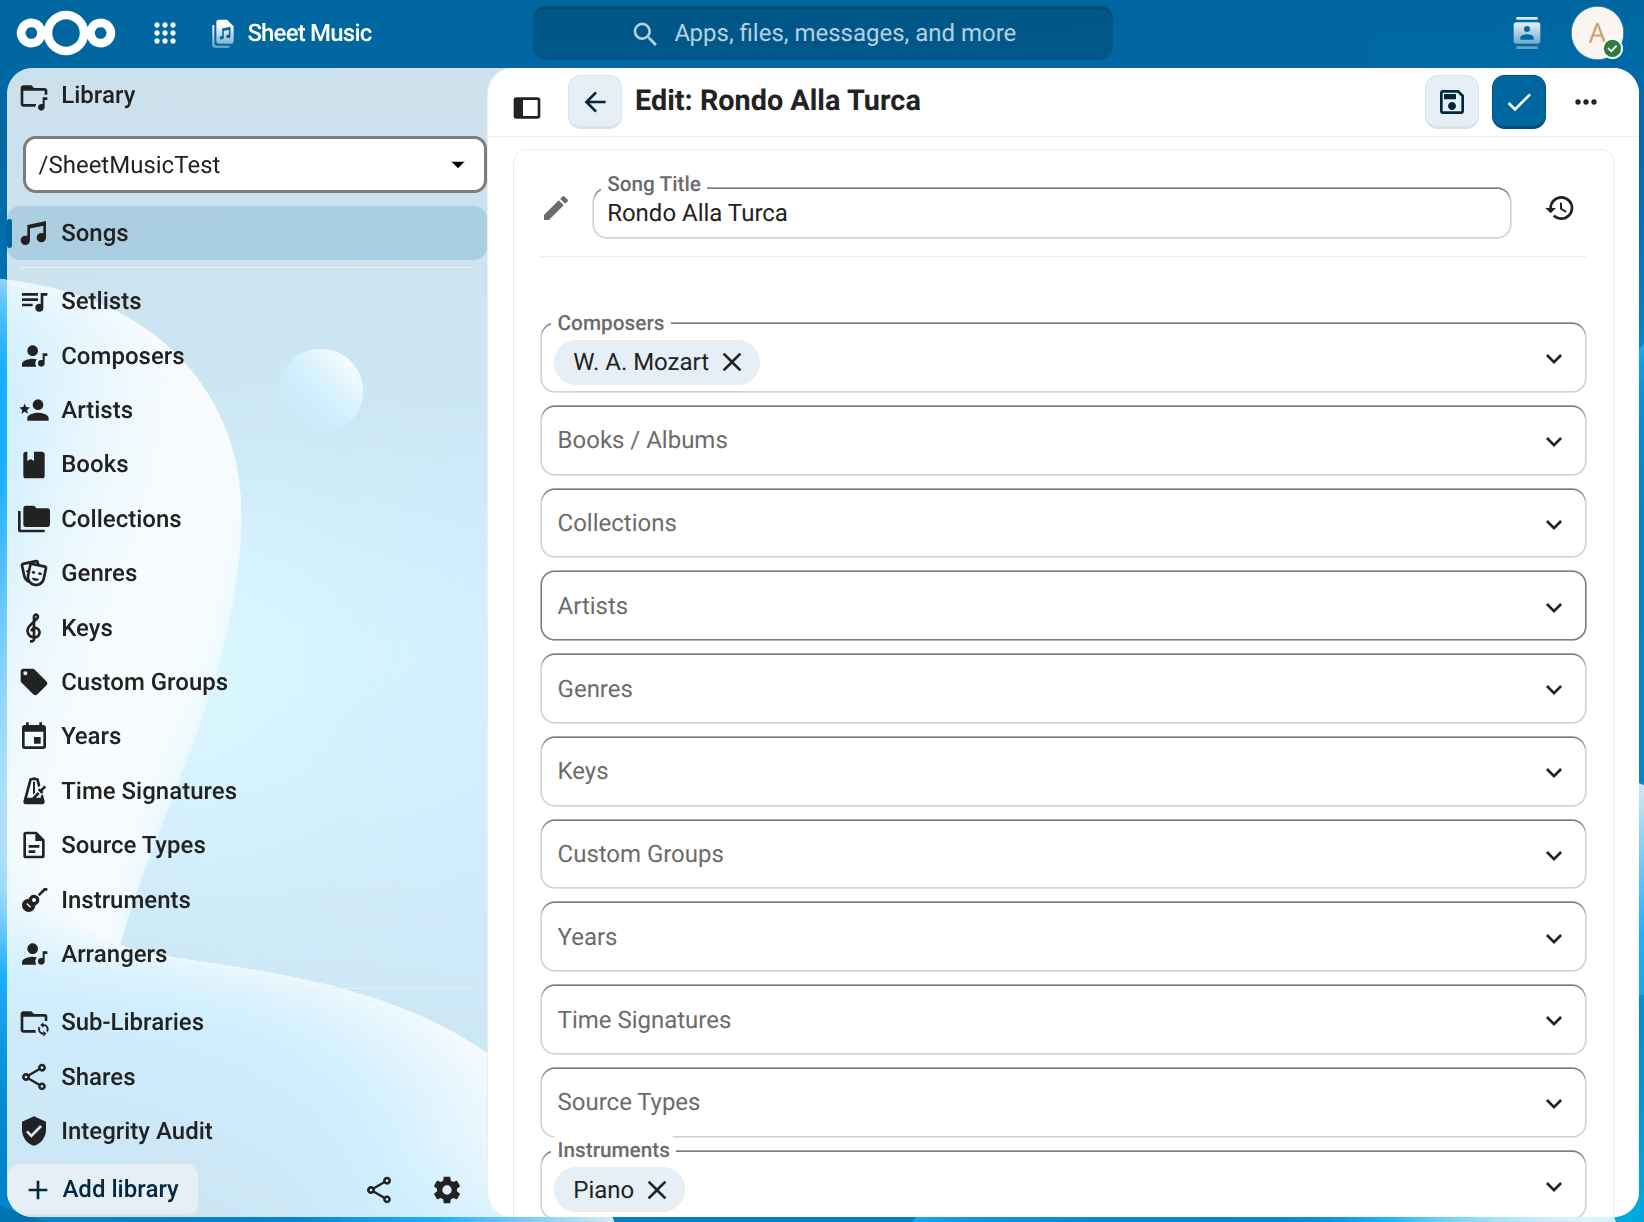 Sheet Music
Apps, files, messages, and more
A
Library
/SheetMusicTest
Songs
Setlists
Composers
Artists
Books
Collections
Genres
Keys
Custom Groups
Years
Time Signatures
Source Types
Instruments
Arrangers
Sub-Libraries
Shares
Integrity Audit
Add library
Edit: Rondo Alla Turca
Song Title
Rondo Alla Turca
Composers
W. A. Mozart
Books / Albums
Collections
Artists
Genres
Keys
Custom Groups
Years
Time Signatures
Source Types
Instruments
Piano